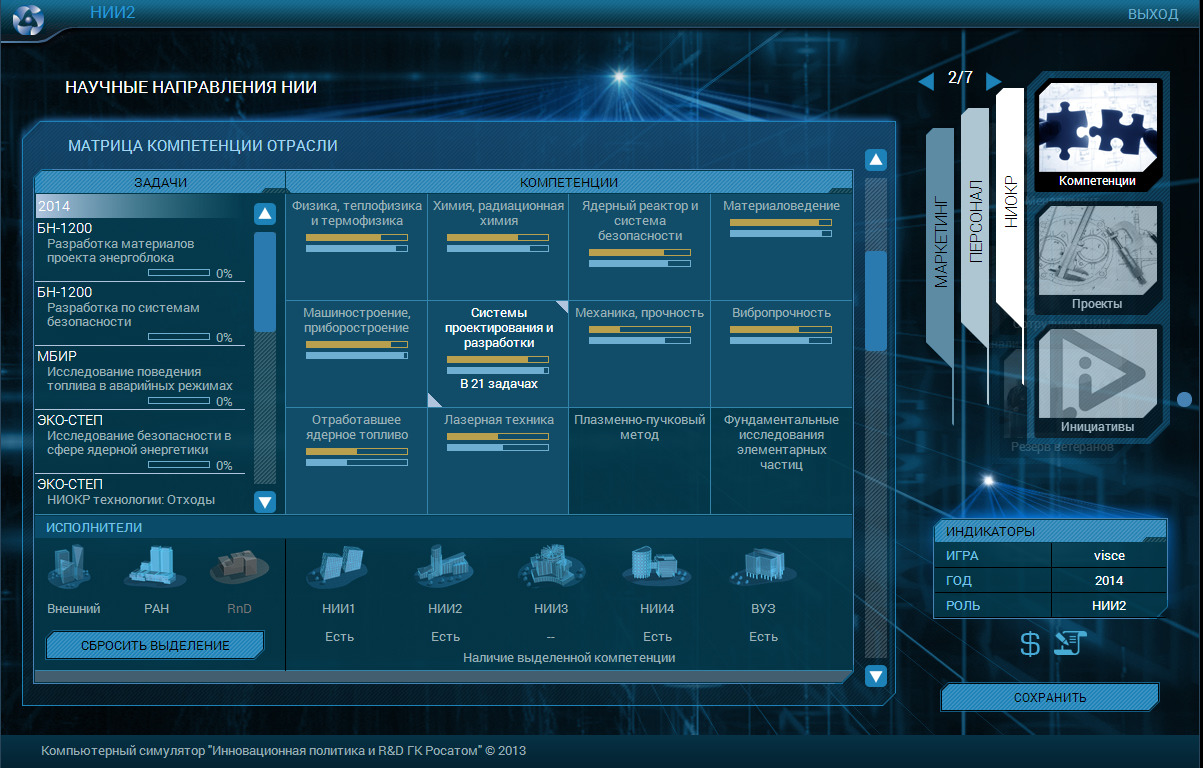 НИИ2
ВЫХОД
НАУЧНЫЕ НАПРАВЛЕНИЯ НИИ
2/7
МАТРИЦА КОМПЕТЕНЦИИ ОТРАСЛИ
ЗАДАЧИ
КОМПЕТЕНЦИИ
2014
БН-1200
Разработка материалов
проекта энергоблока
0%
БН-1200
Разработка по системам
безопасности
0%
МБИР
Исследование поведения
топлива в аварийных режимах
0%
ЭКО-СТЕП
Исследование безопасности в
сфере ядерной энергетики
0%
ЭКО-СТЕП
НИОКР технологии: Отходы
Физика, теплофизика
и термофизика
Химия, радиационная
химия
Ядерный реактор и
система
безопасности
Материаловедение
Машиностроение,
приборостроение
Системы
проектирования и
разработки
В 21 задачах
Механика, прочность
Вибропрочность
Отработавшее
ядерное топливо
Лазерная техника
Плазменно-пучковый
метод
Фундаментальные
исследования
элементарных
частиц
ИСПОЛНИТЕЛИ
Внешний
РАН
RnD
НИИ1
НИИ2
НИИ3
НИИ4
ВУЗ
Есть
Есть
--
Есть
Есть
СБРОСИТЬ ВЫДЕЛЕНИЕ
Наличие выделенной компетенции
МАРКЕТИНГ
ПЕРСОНАЛ
НИОКР
Компетенции
Проекты
Инициативы
Резерв ветеранов
ИНДИКАТОРЫ
ИГРА
visce
ГОД
2014
РОЛЬ
НИИ2
СОХРАНИТЬ
Компьютерный симулятор "Инновационная политика и R&D ГК Росатом" © 2013